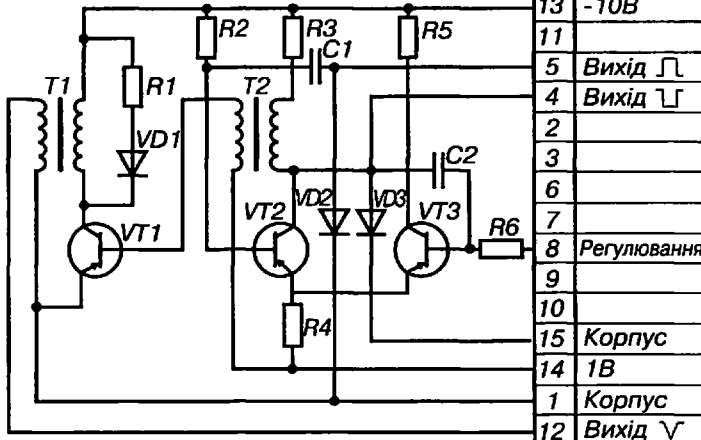 13 -10В
R2 R3 R5
11
C1
5 Вихід
T1 R1 T2
4 Вихід
2
VD1
C2
3
6
VT1 VT2 VD2 VD3 VT3
7
R6
8 Регулювання
9
10
R4
15 Корпус
14 1В
1 Корпус
12 Вихід